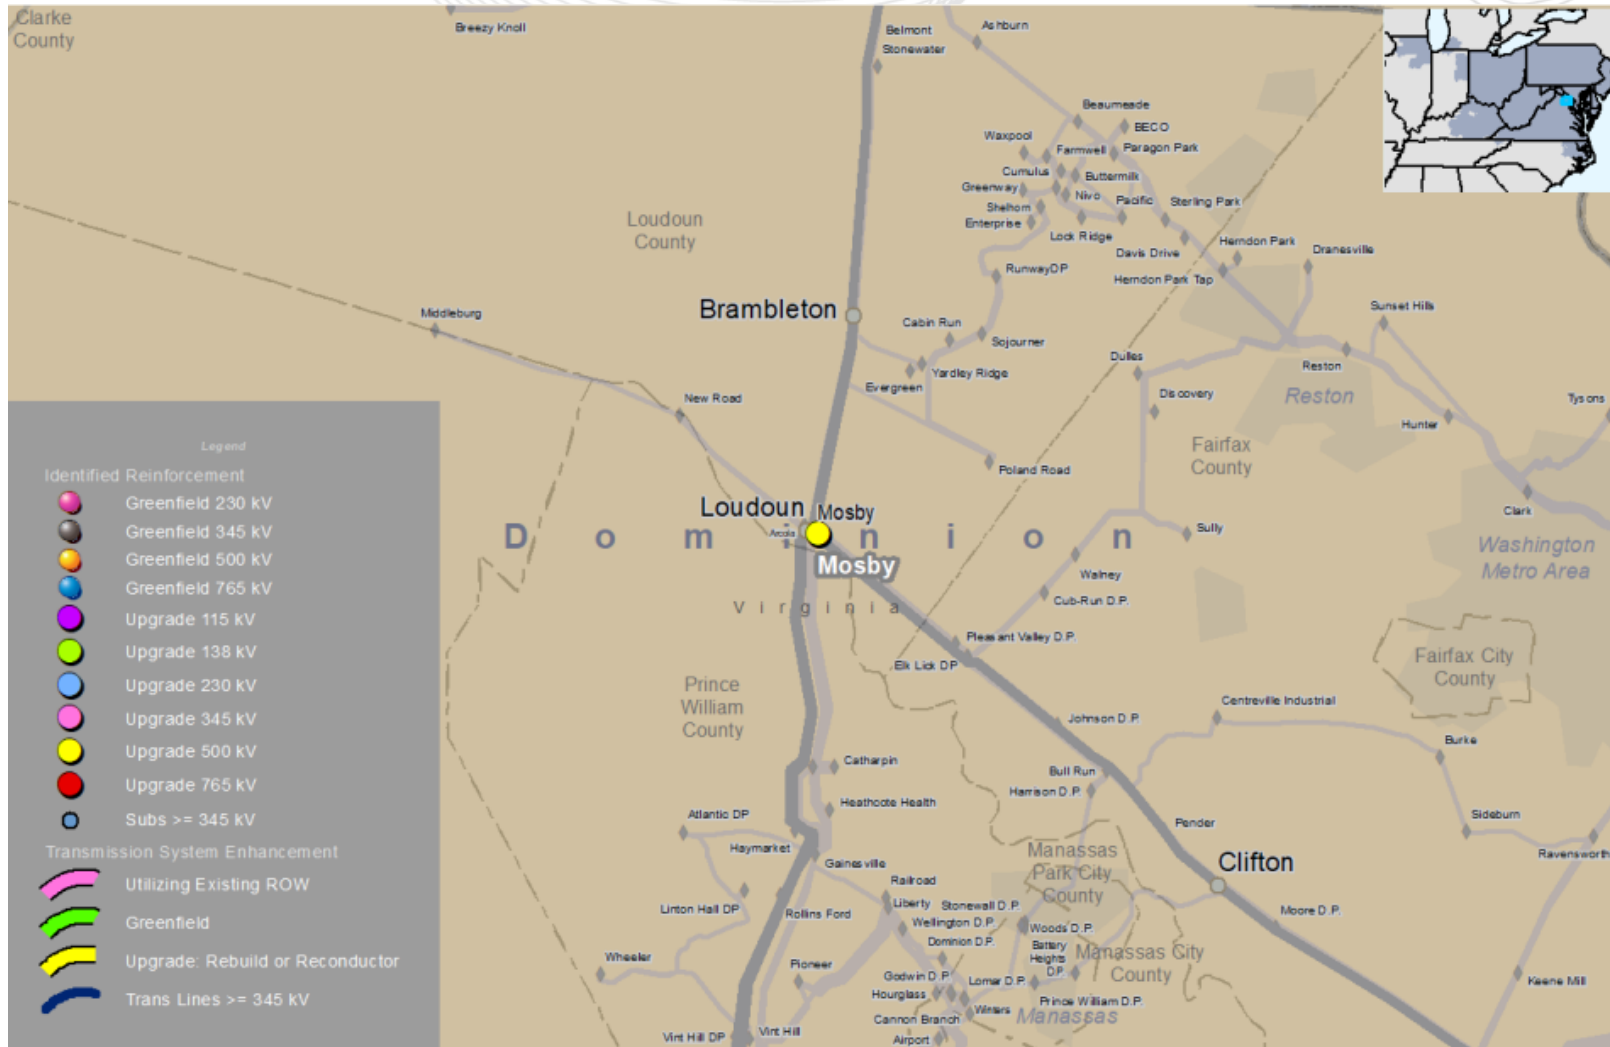 Clarke
County
Breezy Knoll
Belmont
Stonewater
Ashburn
Beaumeade
BECO
Waxpool
Farmwell
Paragon Park
Cumulus
Buttermilk
Greenway
Nivo
Pacific
Sterling Park
Shelhorn
Enterprise
Lock Ridge
Davis Drive
Herndon Park
Dranesville
Loudoun
County
RunwayDP
Herndon Park Tap
Middleburg
Brambleton
Cabin Run
Sojourner
Sunset Hills
Dulles
Reston
Yardley Ridge
Evergreen
Discovery
Reston
New Road
Tysons
Hunter
Fairfax
County
Poland Road
Loudoun
Mosby
Arcola
Clark
Dominion
Sully
Washington
Metro Area
Mosby
Walney
Virginia
Cub-Run D.P.
Pleasant Valley D.P.
Elk Lick DP
Fairfax City
County
Prince
William
County
Centreville Industrial
Johnson D.P.
Burke
Catharpin
Bull Run
Harrison D.P.
Heathcote Health
Atlantic DP
Sideburn
Pender
Haymarket
Manassas
Park City
County
Ravensworth
Gainesville
Clifton
Railroad
Linton Hall DP
Liberty
Stonewall D.P.
Rollins Ford
Moore D.P.
Wellington D.P.
Woods D.P.
Dominion D.P.
Battery
Heights
D.P.
Manassas City
County
Wheeler
Pioneer
Godwin D.P.
Lomar D.P.
Keene Mill
Hourglass
Prince William D.P.
Winters
Cannon Branch
Manassas
Vint Hill DP
Vint Hill
Airport
Legend
Identified Reinforcement
Greenfield 230 kV
Greenfield 345 kV
Greenfield 500 kV
Greenfield 765 kV
Upgrade 115 kV
Upgrade 138 kV
Upgrade 230 kV
Upgrade 345 kV
Upgrade 500 kV
Upgrade 765 kV
Subs >= 345 kV
Transmission System Enhancement
Utilizing Existing ROW
Greenfield
Upgrade: Rebuild or Reconductor
Trans Lines >= 345 kV